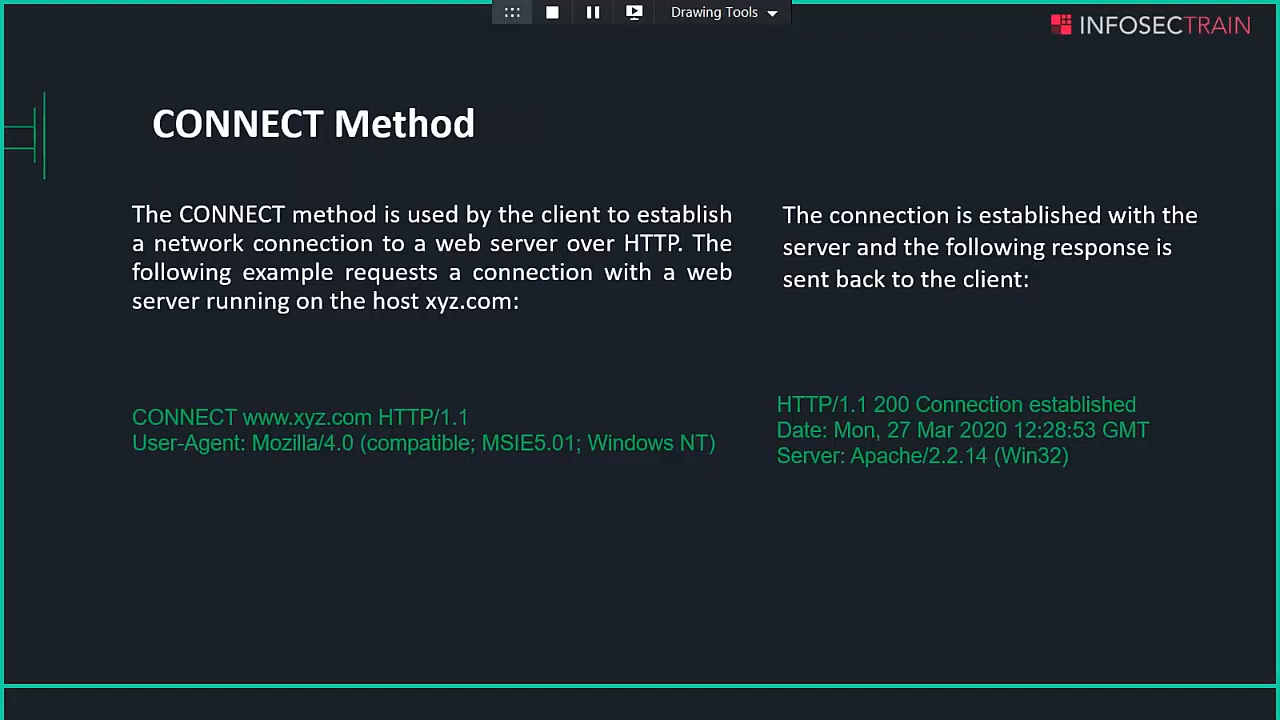 Drawing Tools
INFOSECTRAIN
CONNECT Method
The CONNECT method is used by the client to establish
a network connection to a web server over HTTP. The
following example requests a connection with a web
server running on the host xyz.com:
CONNECT www.xyz.com HTTP/1.1
User-Agent: Mozilla/4.0 (compatible; MSIE5.01; Windows NT)
The connection is established with the
server and the following response is
sent back to the client:
HTTP/1.1 200 Connection established
Date: Mon, 27 Mar 2020 12:28:53 GMT
Server: Apache/2.2.14 (Win32)